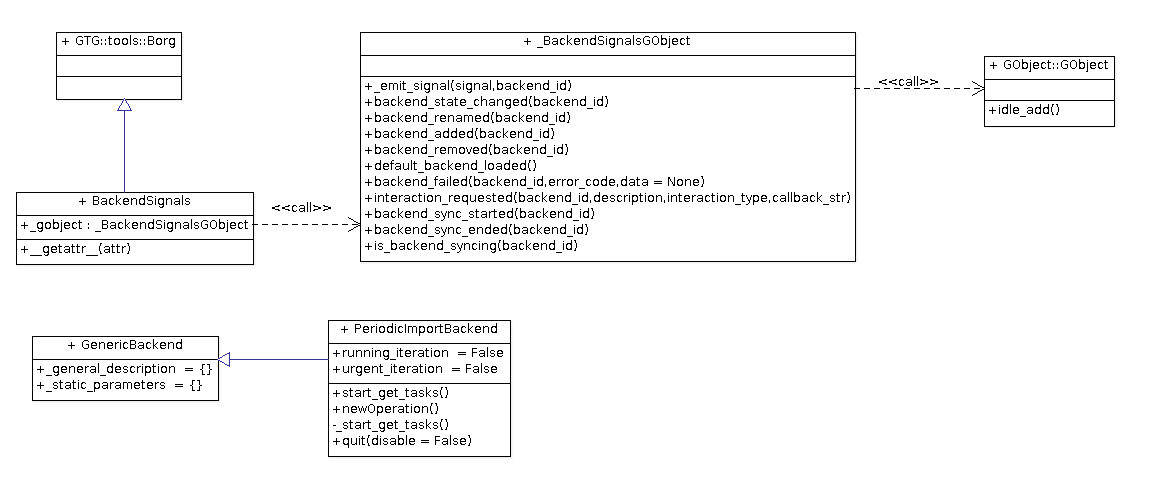 + GTG::tools::Borg
+ BackendSignals
+_gobject : _BackendSignalsGObject
+__getattr__(attr)
<<call>>
+ _BackendSignalsGObject
+_emit_signal(signal,backend_id)
+backend_state_changed(backend_id)
+backend_renamed(backend_id)
+backend_added(backend_id)
+backend_removed(backend_id)
+default_backend_loaded()
+backend_failed(backend_id,error_code,data = None)
+interaction_requested(backend_id,description,interaction_type,callback_str)
+backend_sync_started(backend_id)
+backend_sync_ended(backend_id)
+is_backend_syncing(backend_id)
<<call>>
+ GObject::GObject
+idle_add()
+ GenericBackend
+_general_description = {}
+_static_parameters = {}
+ PeriodicImportBackend
+running_iteration = False
+urgent_iteration = False
+start_get_tasks()
+newOperation()
-_start_get_tasks()
+quit(disable = False)